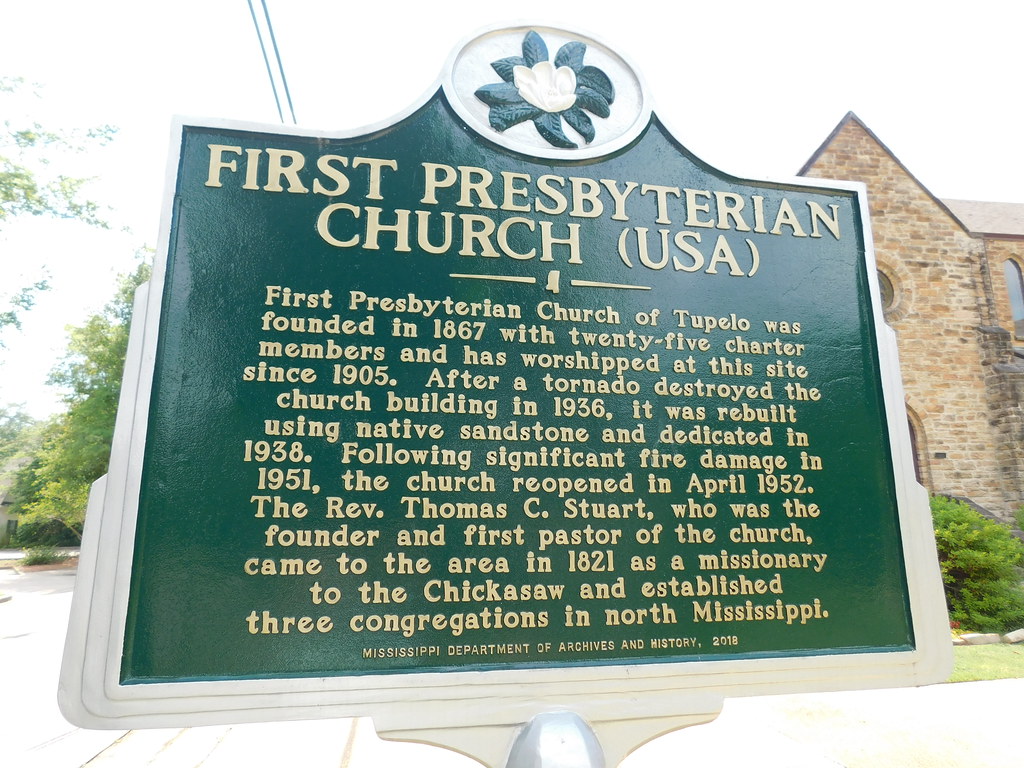 FIRST PRESBYTERIAN
CHURCH (USA)
First Presbyterian Church of Tupelo was
founded in 1867 with twenty-five charter
members and has worshipped at this site
since 1905. After a tornado destroyed the
church building in 1936, it was rebuilt
using native sandstone and dedicated in
1938. Following significant fire damage in
1951, the church reopened in April 1952.
The Rev. Thomas C. Stuart, who was the
founder and first pastor of the church,
came to the area in 1821 as a missionary
to the Chickasaw and established
three congregations in north Mississippi.
MISSISSIPPI DEPARTMENT OF ARCHIVES AND HISTORY, 2018